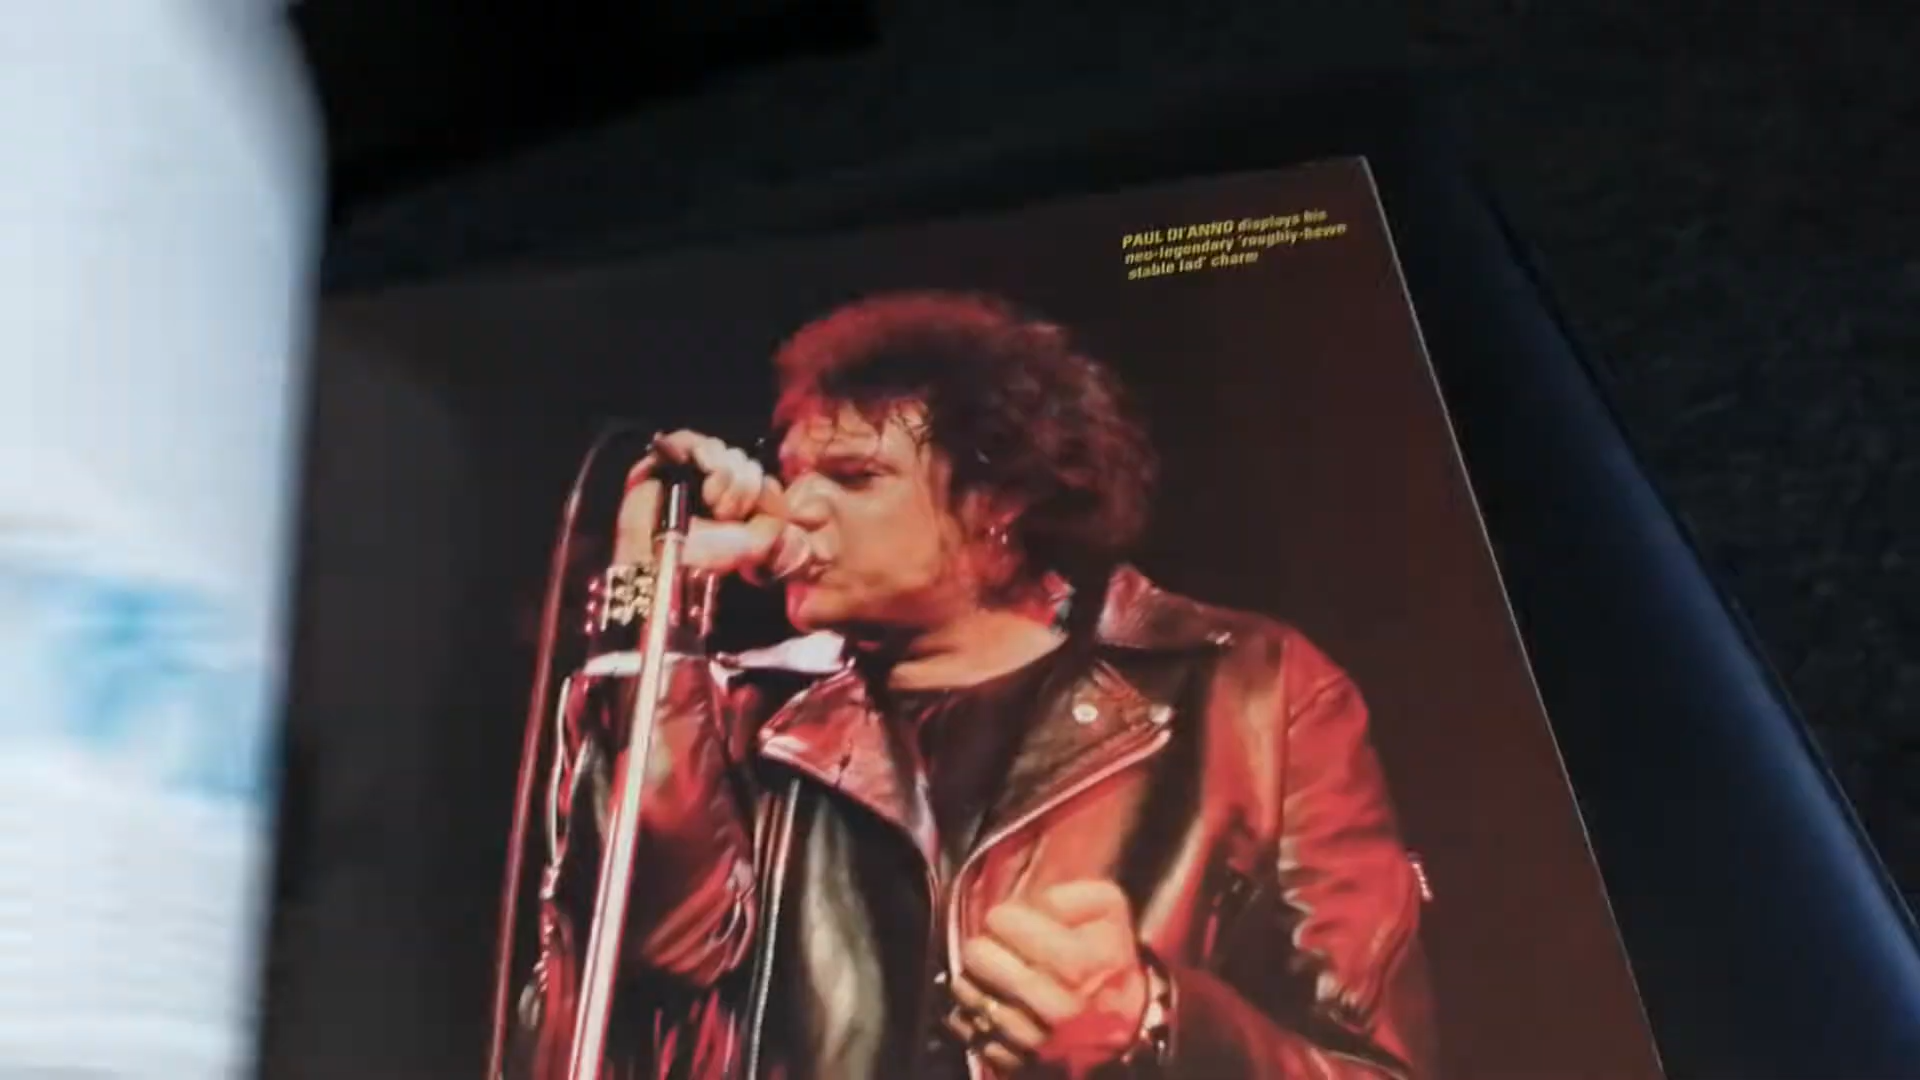 PAUL DI'ANNO displays his
neo-legendary 'roughly-hewn
stable lad' charm